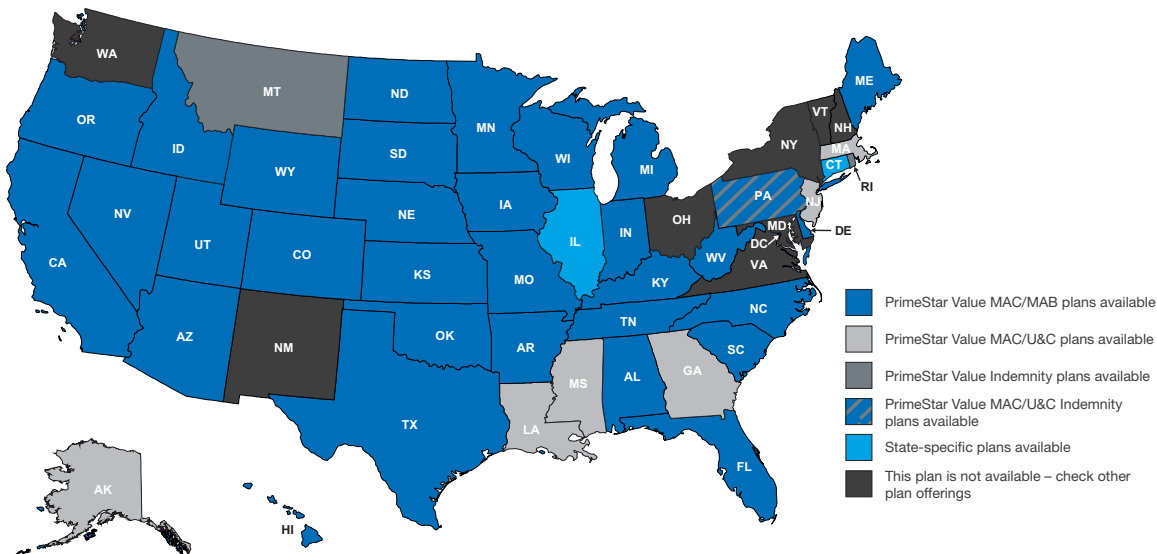 WA
MT
ND
MN
ME
VT
NH
NY
MA
CT
RI
OR
ID
SD
WI
MI
WY
PA
NJ
NV
NE
IA
OH
MD
DE
DC
UT
CO
IL
IN
WV
VA
CA
KS
MO
KY
NC
AZ
NM
OK
AR
TN
SC
MS
AL
GA
TX
LA
FL
AK
HI
PrimeStar Value MAC/MAB plans available
PrimeStar Value MAC/U&C plans available
PrimeStar Value Indemnity plans available
PrimeStar Value MAC/U&C Indemnity
plans available
State-specific plans available
This plan is not available – check other
plan offerings